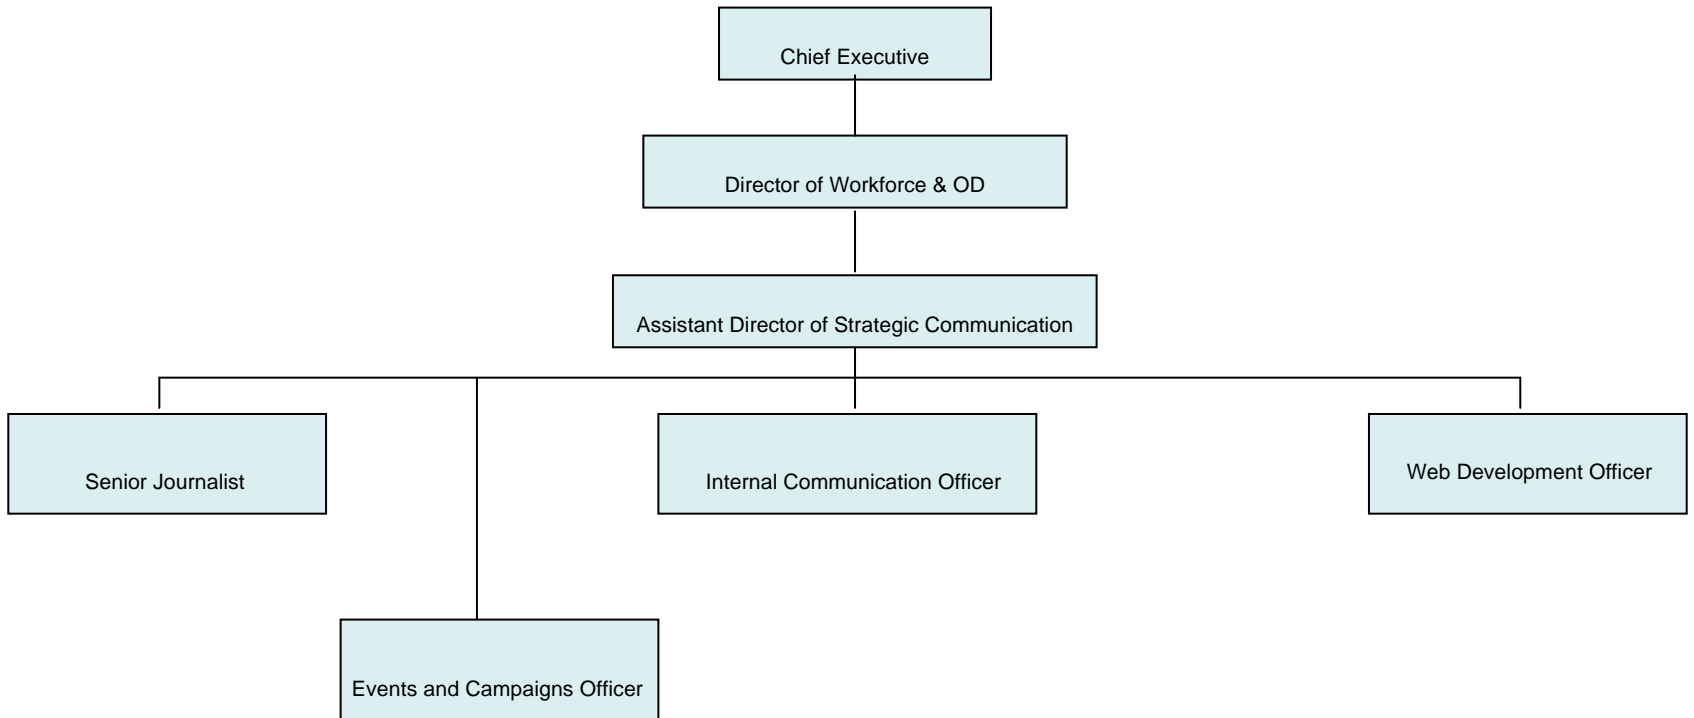 Chief Executive
Director of Workforce & OD
Assistant Director of Strategic Communication
Senior Journalist
Internal Communication Officer
Web Development Officer
Events and Campaigns Officer